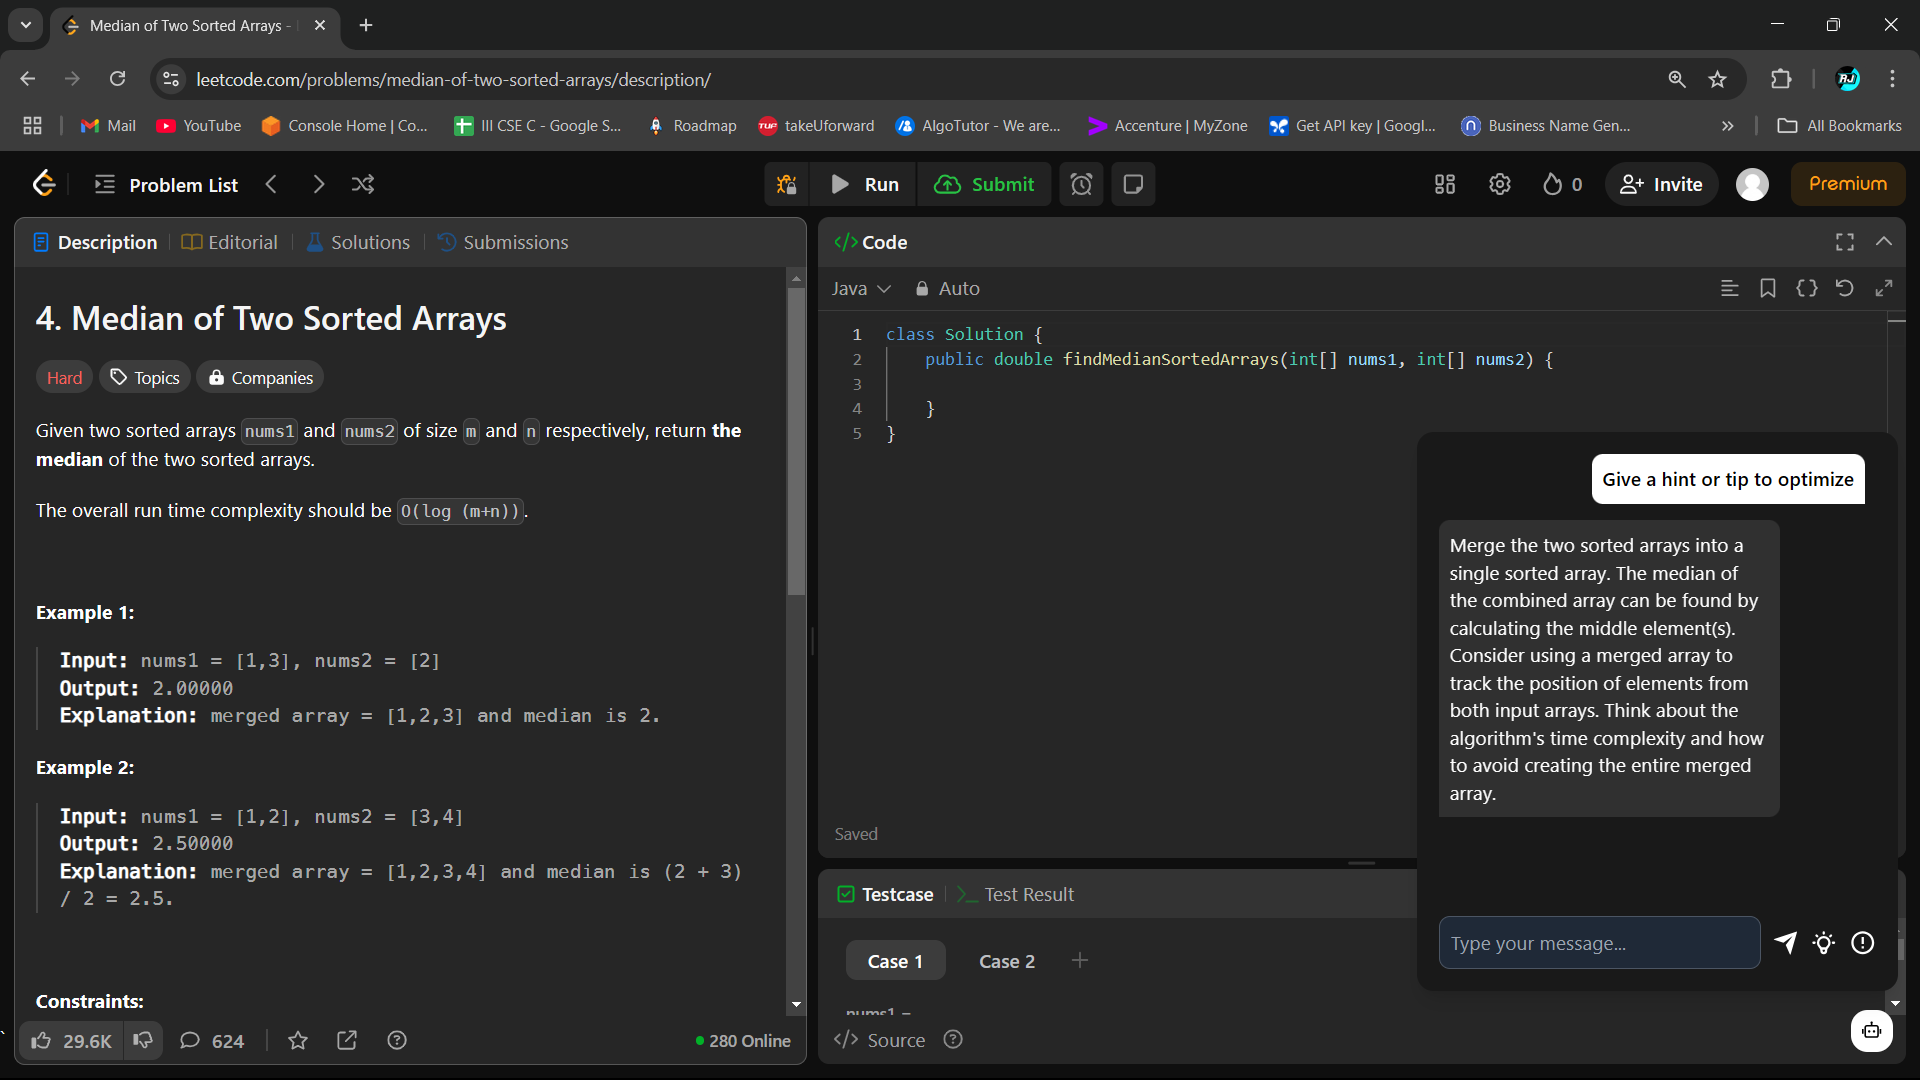 Median of Two Sorted Arrays -
leetcode.com/problems/median-of-two-sorted-arrays/description/
RJ
Mail
YouTube
Console Home | Co...
III CSE C - Google S...
Roadmap
TUF
takeUforward
AlgoTutor - We are...
Accenture | MyZone
Get API key | Googl...
Business Name Gen...
All Bookmarks
Problem List
Run
Submit
0
Invite
Premium
Description
Editorial
Solutions
Submissions
4. Median of Two Sorted Arrays
Hard
Topics
Companies
Given two sorted arrays nums1 and nums2 of size m and n respectively, return the
median of the two sorted arrays.
The overall run time complexity should be O(log (m+n)).
Example 1:
Input: nums1 = [1,3], nums2 = [2]
Output: 2.00000
Explanation: merged array = [1,2,3] and median is 2.
Example 2:
Input: nums1 = [1,2], nums2 = [3,4]
Output: 2.50000
Explanation: merged array = [1,2,3,4] and median is (2 + 3)
/ 2 = 2.5.
Constraints:
29.6K
624
280 Online
</> Code
Java
Auto
1 class Solution {
2 public double findMedianSortedArrays(int[] nums1, int[] nums2) {
3
4 }
5 }
Saved
Testcase
Test Result
Case 1
Case 2
nums1 =
</> Source
Give a hint or tip to optimize
Merge the two sorted arrays into a
single sorted array. The median of
the combined array can be found by
calculating the middle element(s).
Consider using a merged array to
track the position of elements from
both input arrays. Think about the
algorithm's time complexity and how
to avoid creating the entire merged
array.
Type your message...